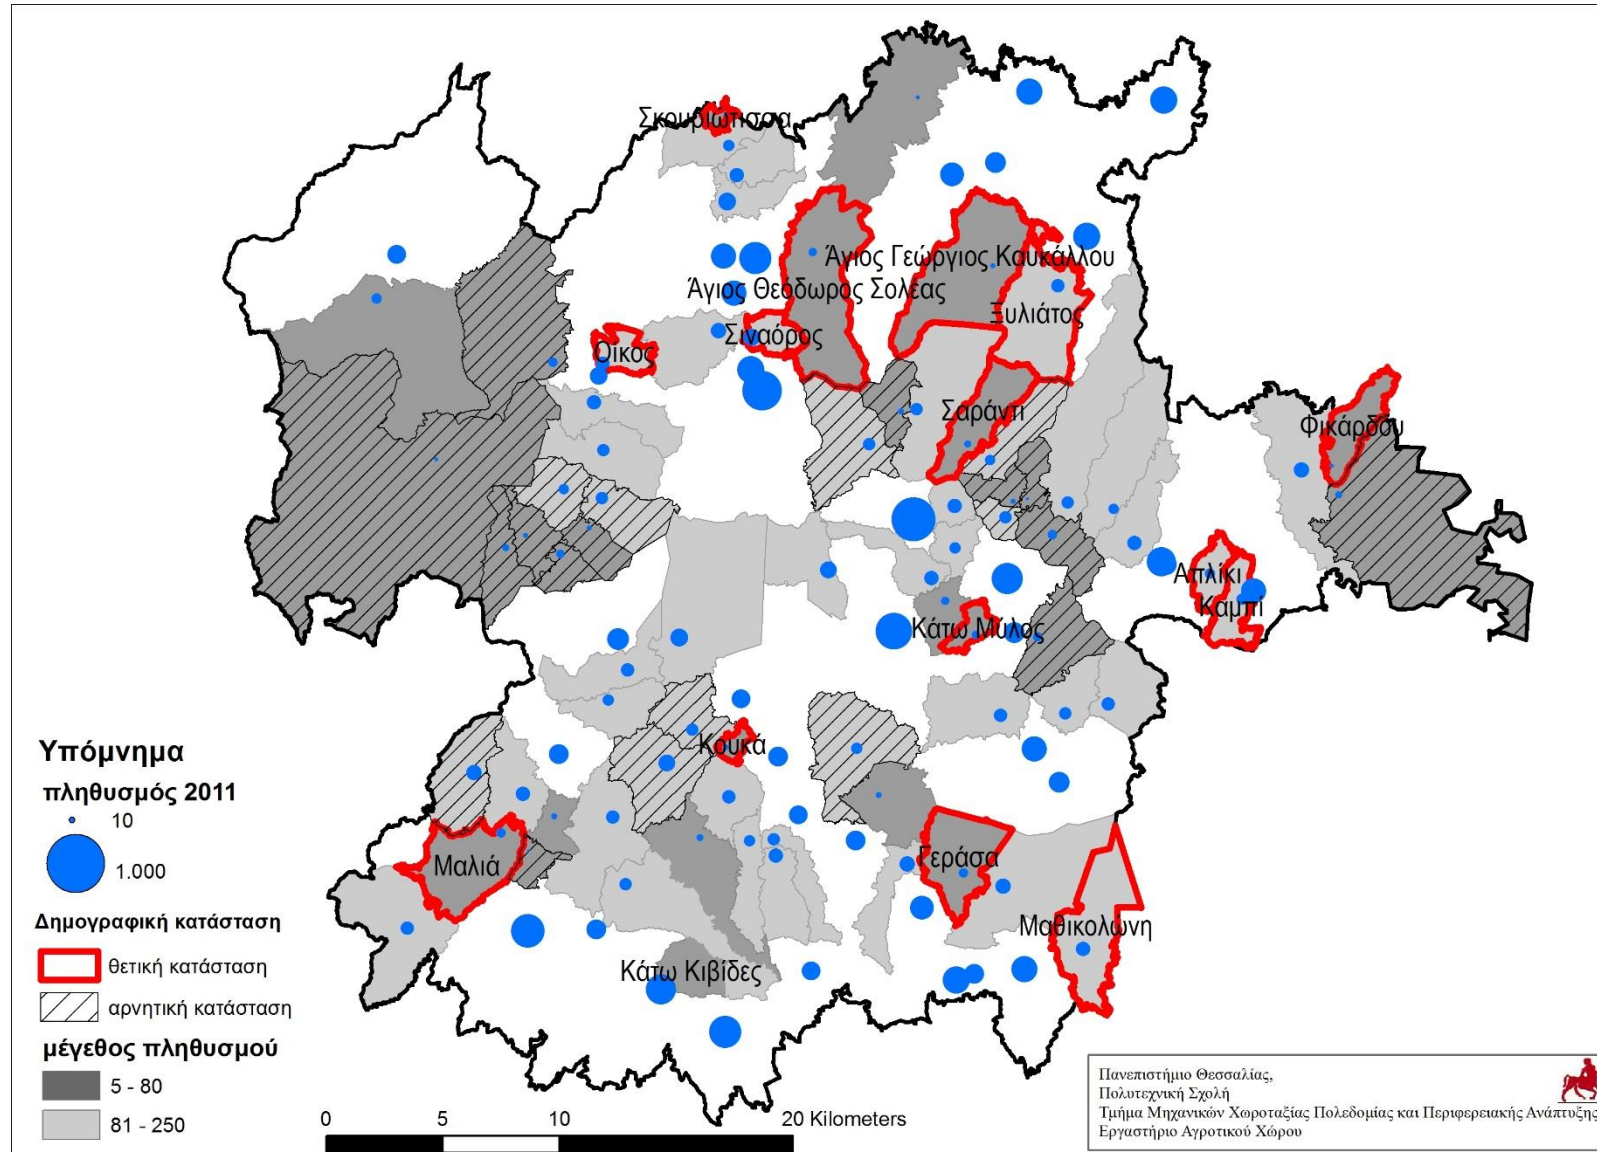 Σκουριώτισσα
Άγιος Γεώργιος Καυκάλλου
Άγιος Θεόδωρος Σολέας
Ξυλιάτος
Σιναόρος
Οίκος
Σαράντι
Φικάρδου
Απλίκι
Καμπί
Κάτω Μύλος
Κουκά
Μαλιά
Γεράσα
Μαθικολώνη
Κάτω Κιβίδες
Υπόμνημα
πληθυσμός 2011
10
1.000
Δημογραφική κατάσταση
θετική κατάσταση
αρνητική κατάσταση
μέγεθος πληθυσμού
5 - 80
81 - 250
0 5 10 20 Kilometers
Πανεπιστήμιο Θεσσαλίας,
Πολυτεχνική Σχολή
Τμήμα Μηχανικών Χωροταξίας Πολεδομίας και Περιφερειακής Ανάπτυξης
Εργαστήριο Αγροτικού Χώρου